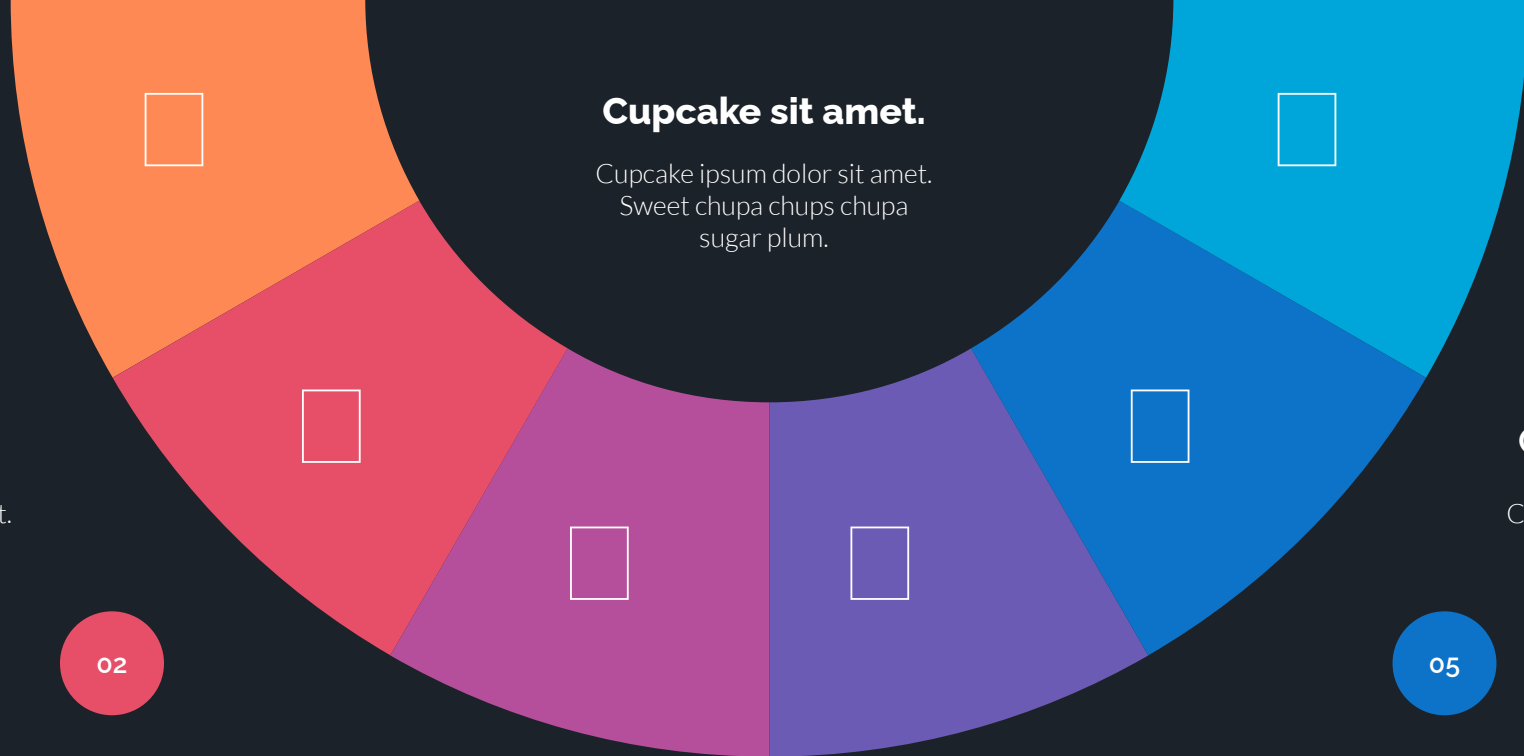 Cupcake sit amet.
Cupcake ipsum dolor sit amet.
Sweet chupa chups chupa
sugar plum.
t.
C
02
05